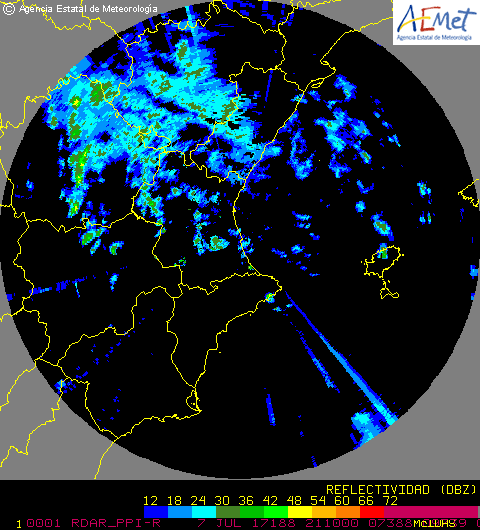 © Agencia Estatal de Meteorología
AEMet
Agencia Estatal de Meteorología
REFLECTIVIDAD (DBZ)
12 18 24 30 36 42 48 54 60 66 72
1 0001 RDAR_PPI-R 7 JUL 17188 211000 07388